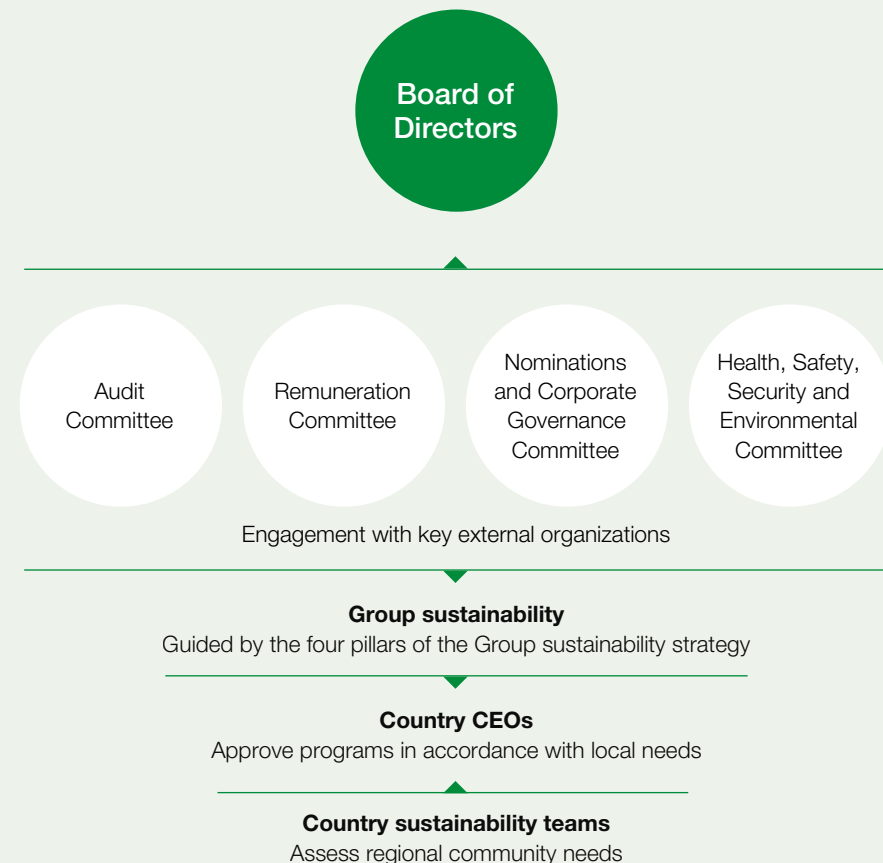 Board of
Directors
Audit
Committee
Remuneration
Committee
Nominations
and Corporate
Governance
Committee
Health, Safety,
Security and
Environmental
Committee
Engagement with key external organizations
Group sustainability
Guided by the four pillars of the Group sustainability strategy
Country CEOs
Approve programs in accordance with local needs
Country sustainability teams
Assess regional community needs